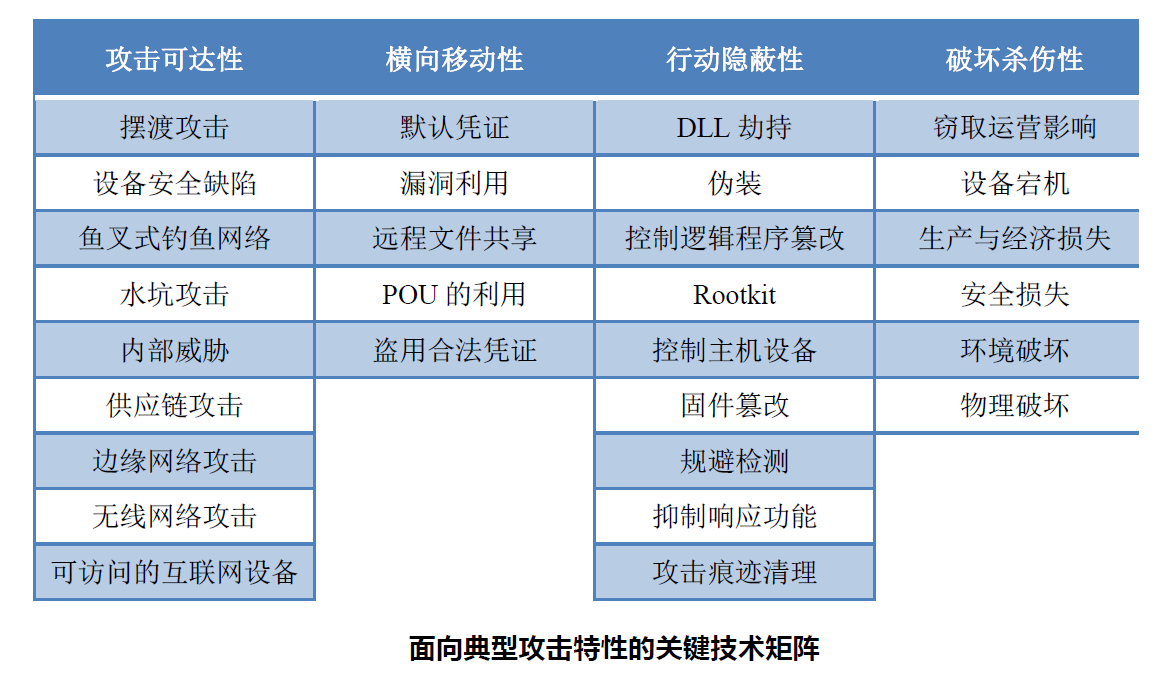 攻击可达性 横向移动性 行动隐蔽性 破坏杀伤性
摆渡攻击 默认凭证 DLL 劫持 窃取运营影响
设备安全缺陷 漏洞利用 伪装 设备宕机
鱼叉式钓鱼网络 远程文件共享 控制逻辑程序篡改 生产与经济损失
水坑攻击 POU 的利用 Rootkit 安全损失
内部威胁 盗用合法凭证 控制主机设备 环境破坏
供应链攻击 固件篡改 物理破坏
边缘网络攻击 规避检测
无线网络攻击 抑制响应功能
可访问的互联网设备 攻击痕迹清理
面向典型攻击特性的关键技术矩阵